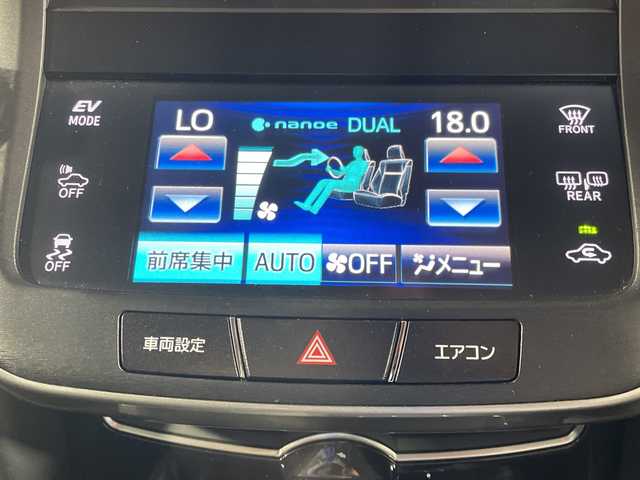 EV
MODE
LO
nanoe DUAL
18.0
FRONT
OFF
REAR
OFF
前席集中
AUTO
OFF
メニュー
車両設定
エアコン